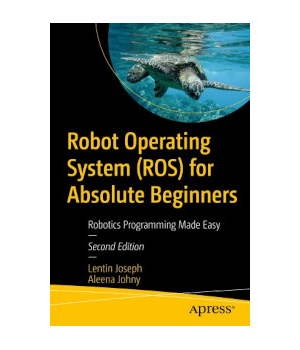 Robot Operating
System (ROS) for
Absolute Beginners
Robotics Programming Made Easy
Second Edition
Lentin Joseph
Aleena Johny
Apress®